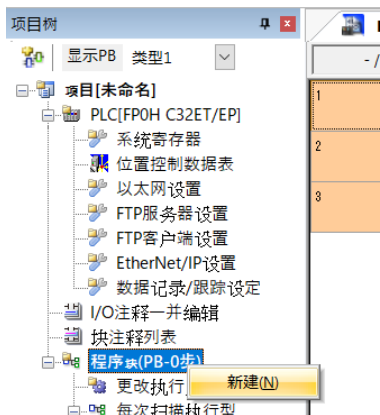 项目树
显示PB 类型1
- /
项目[未命名]
PLC[FP0H C32ET/EP]
系统寄存器
位置控制数据表
以太网设置
FTP服务器设置
FTP客户端设置
EtherNet/IP设置
数据记录/跟踪设定
I/O注释一并编辑
块注释列表
程序块(PB-0步)
更改执行
新建(N)
每次扫描执行型
1
2
3